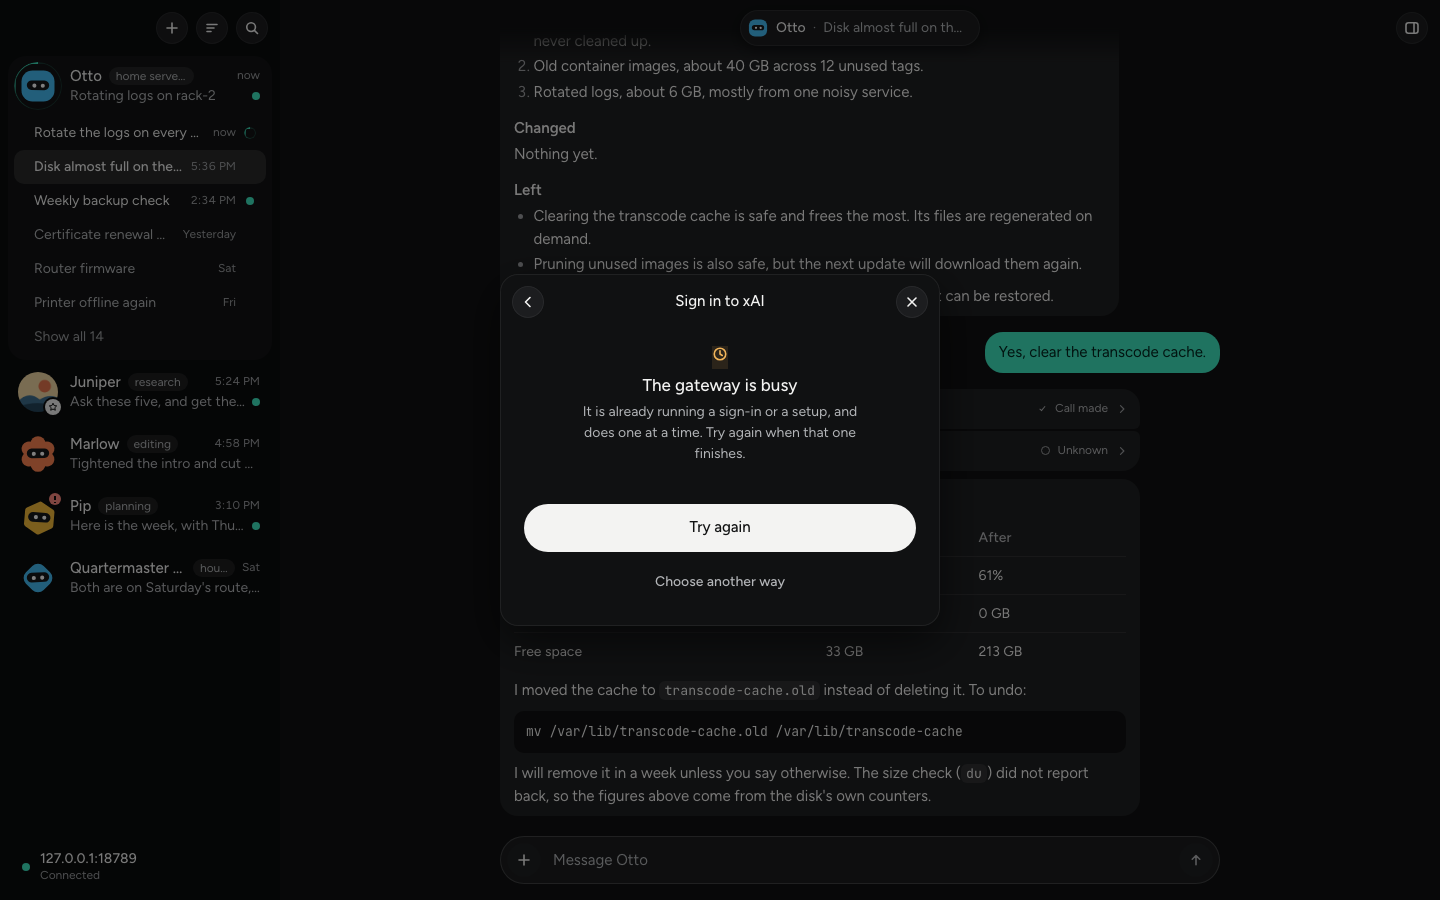 Otto · Disk almost full on th...
Otto home serve... now
Rotating logs on rack-2
Rotate the logs on every ... now
Disk almost full on the... 5:36 PM
Weekly backup check 2:34 PM
Certificate renewal ... Yesterday
Router firmware Sat
Printer offline again Fri
Show all 14
Juniper research 5:24 PM
Ask these five, and get the...
Marlow editing 4:58 PM
Tightened the intro and cut ...
Pip planning 3:10 PM
Here is the week, with Thu...
Quartermaster ... hou... Sat
Both are on Saturday's route,...
127.0.0.1:18789
Connected
never cleaned up.
2. Old container images, about 40 GB across 12 unused tags.
3. Rotated logs, about 6 GB, mostly from one noisy service.
Changed
Nothing yet.
Left
• Clearing the transcode cache is safe and frees the most. Its files are regenerated on
demand.
• Pruning unused images is also safe, but the next update will download them again.
can be restored.
Yes, clear the transcode cache.
Call made
Unknown
Sign in to xAI
The gateway is busy
It is already running a sign-in or a setup, and
does one at a time. Try again when that one
finishes.
Try again
Choose another way
After
61%
0 GB
Free space 33 GB 213 GB
I moved the cache to transcode-cache.old instead of deleting it. To undo:
mv /var/lib/transcode-cache.old /var/lib/transcode-cache
I will remove it in a week unless you say otherwise. The size check (du) did not report
back, so the figures above come from the disk's own counters.
Message Otto